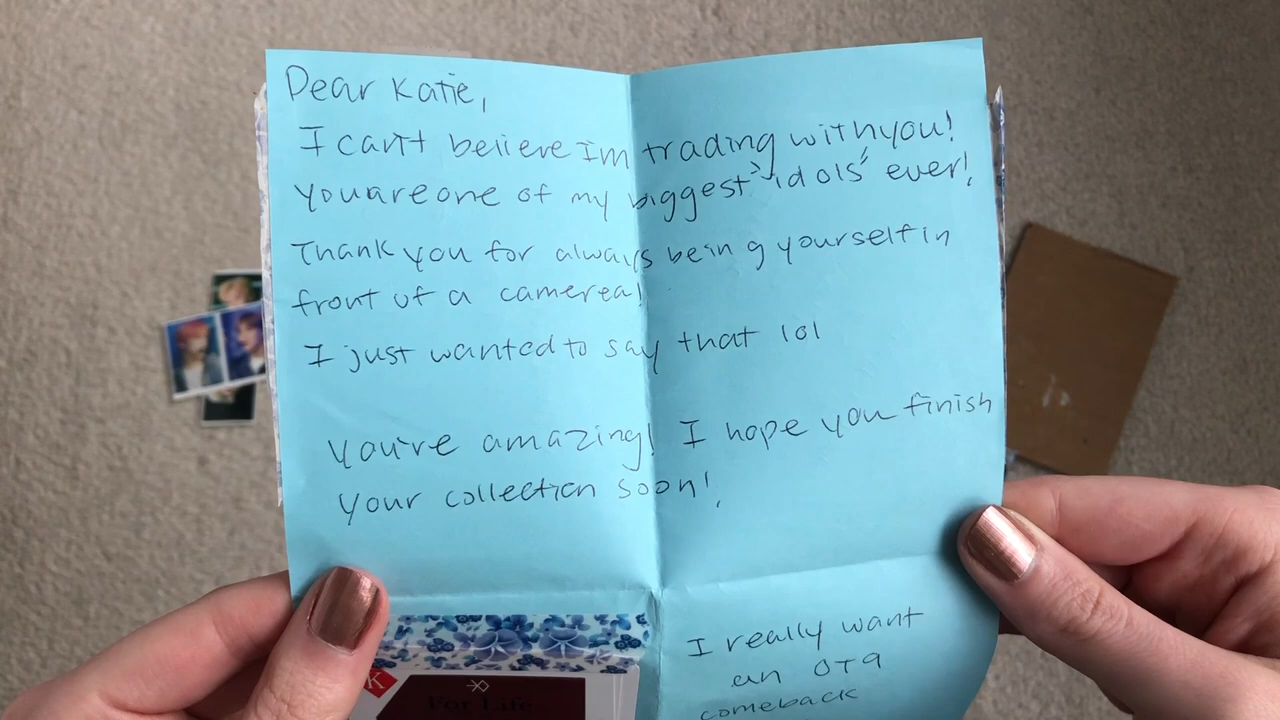 Dear Katie,
I can't believe I'm trading with you!
You are one of my biggest "idols" ever!
Thank you for always being yourself in
front of a camerea!
I just wanted to say that lol
You're amazing! I hope you finish
your collection soon!
I really want
an OT9
comeback
K
For Life